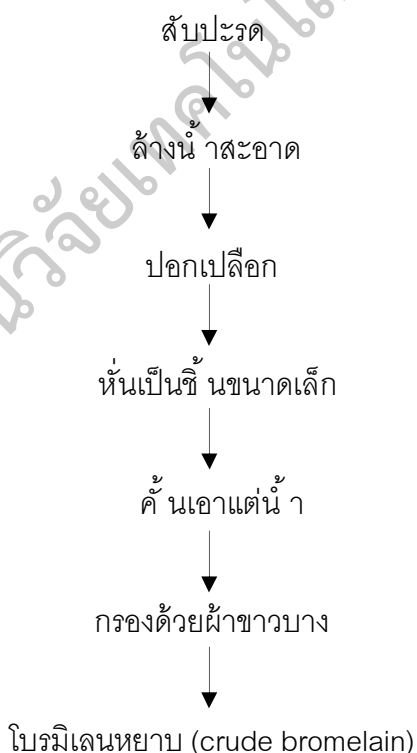 สับปะรด
ล้างน้ำสะอาด
ปอกเปลือก
หั่นเป็นชิ้นขนาดเล็ก
คั้นเอาแต่น้ำ
กรองด้วยผ้าขาวบาง
โบรมิเลนหยาบ (crude bromelain)